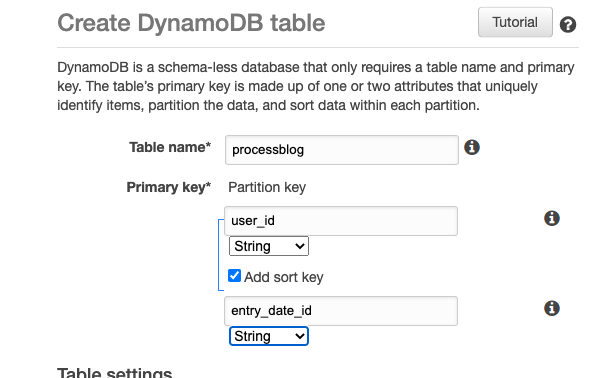 Create DynamoDB table
Tutorial
DynamoDB is a schema-less database that only requires a table name and primary
key. The table's primary key is made up of one or two attributes that uniquely
identify items, partition the data, and sort data within each partition.
Table name* processblog
Primary key* Partition key
user_id
String
Add sort key
entry_date_id
String
Table settings